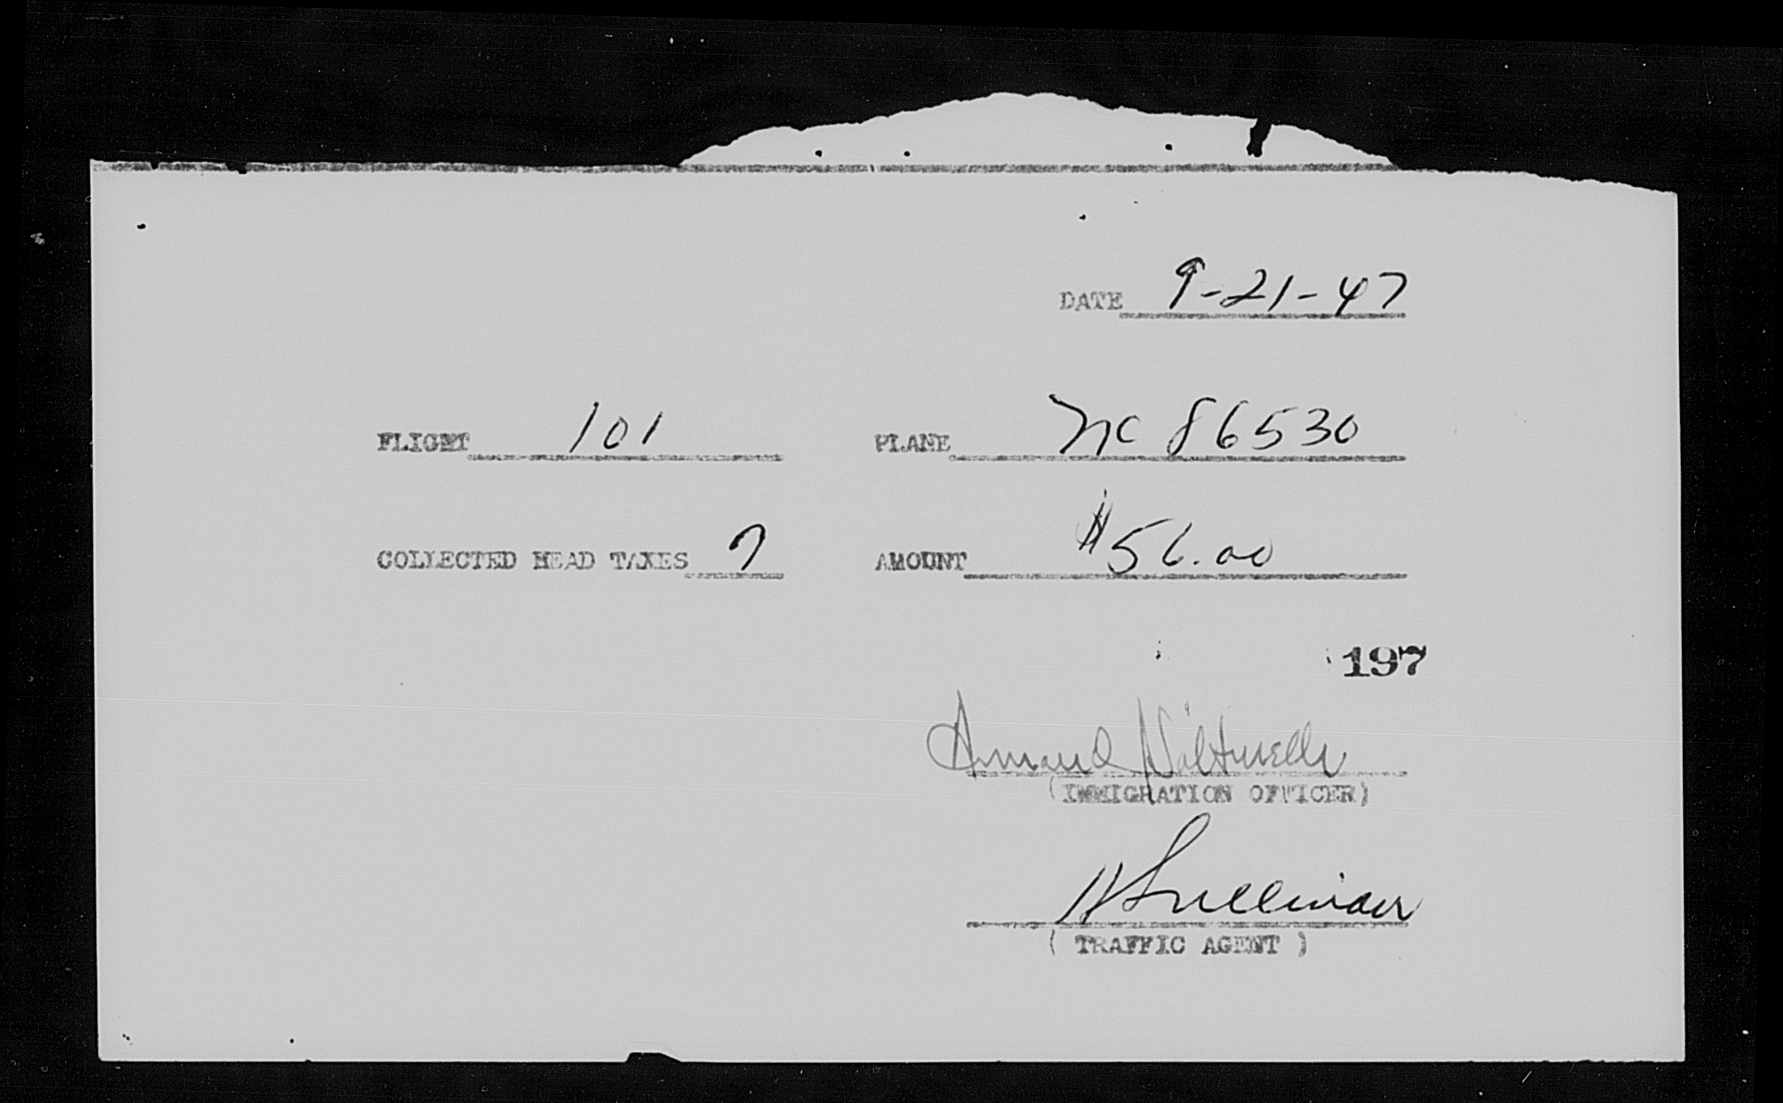 DATE 9-21-47
FLIGHT 101 PLANE NC 86530
COLLECTED HEAD TAXES 7 AMOUNT $56.00
197
Armand
(IMMIGRATION OFFICER)
( TRAFFIC AGENT )